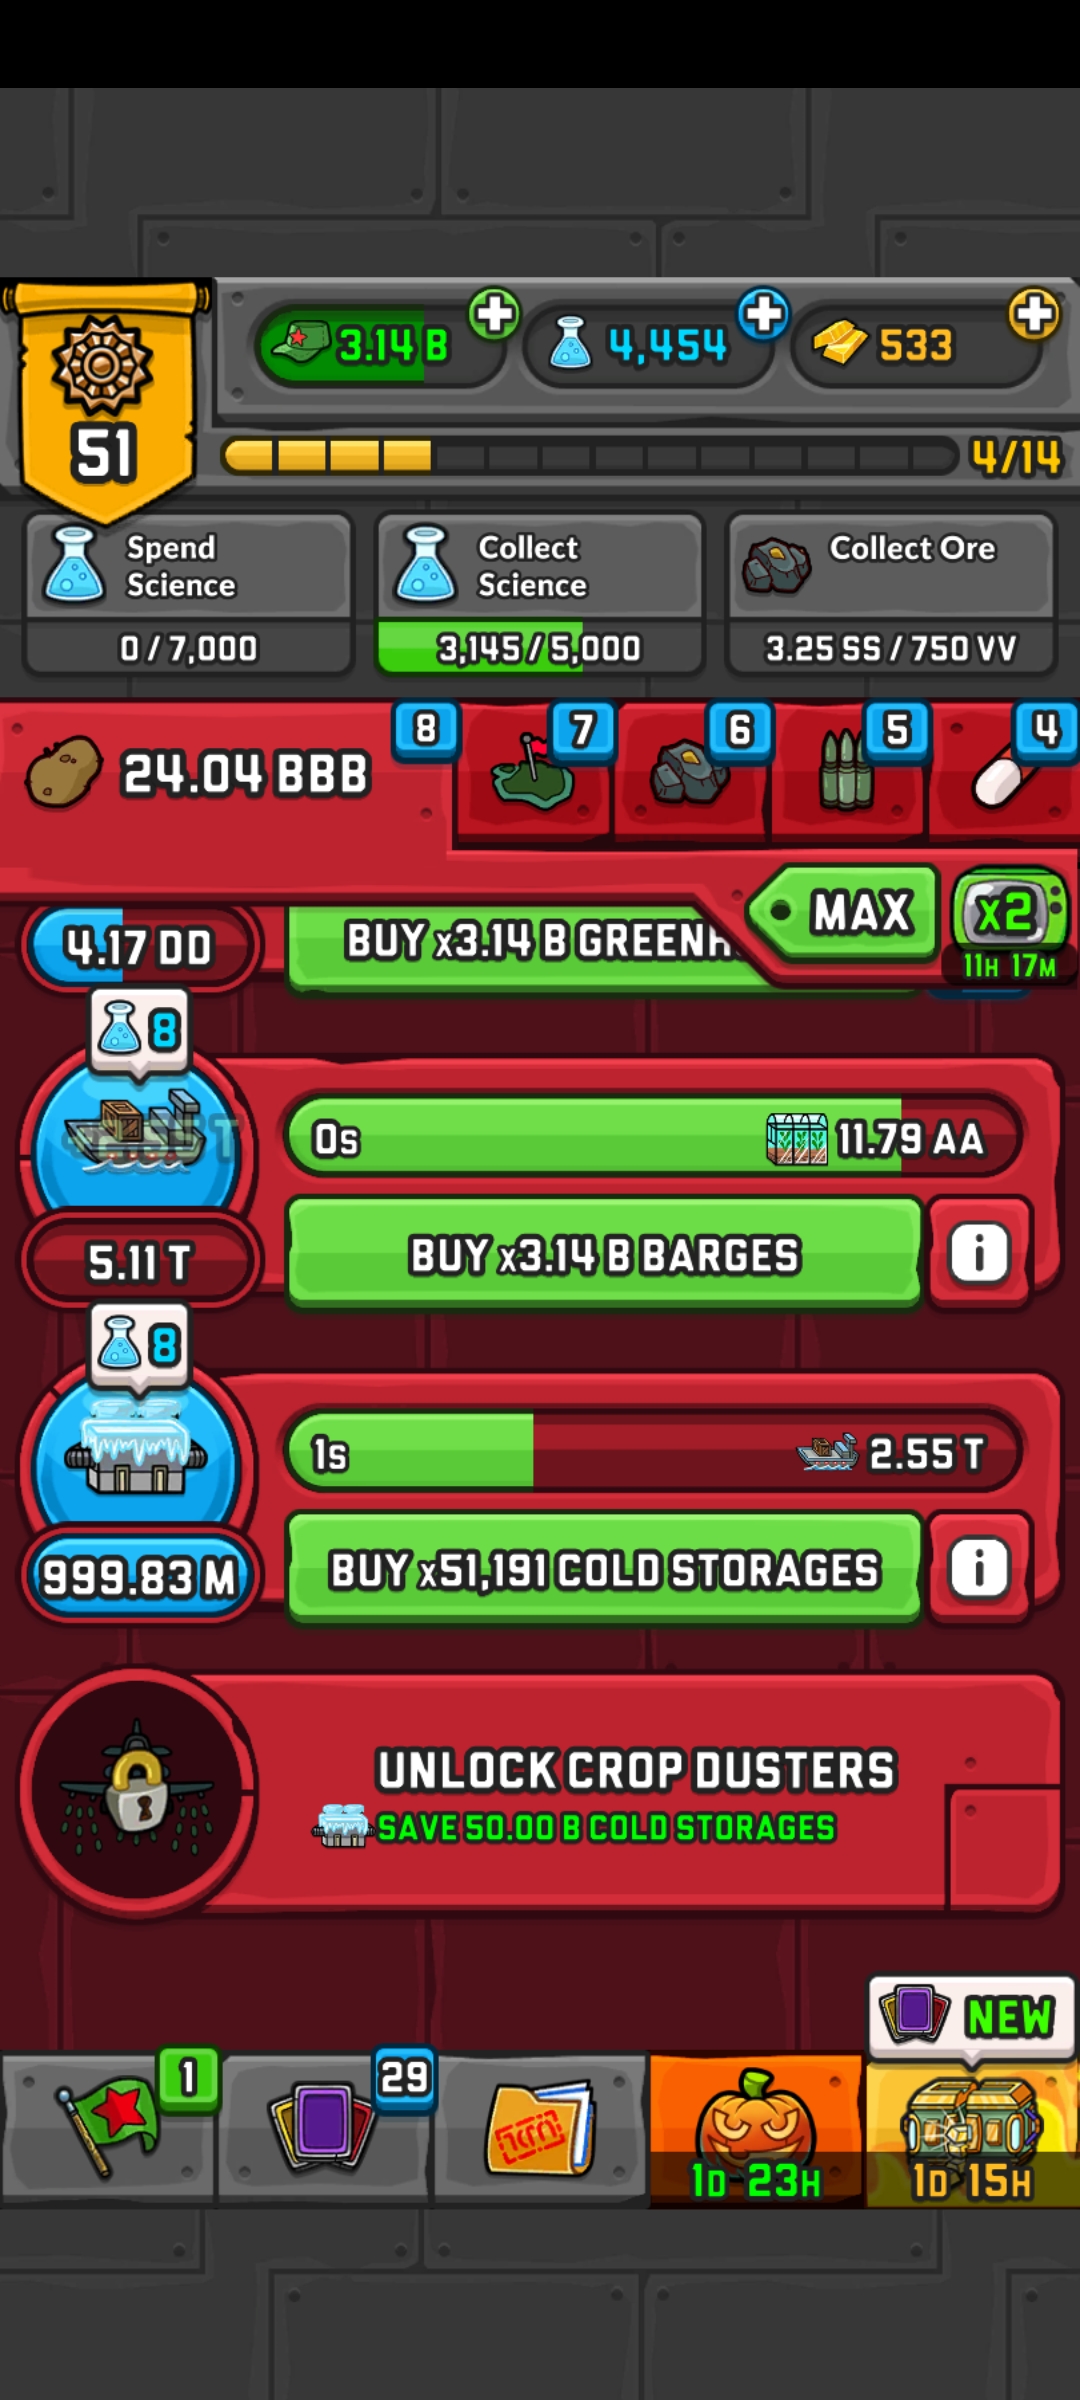 3.14 B
4,454
533
51
4/14
Spend
Science
0 / 7,000
Collect
Science
3,145 / 5,000
Collect Ore
3.25 SS / 750 VV
24.04 BBB
8
7
6
5
4
MAX
x2
11H 17M
4.17 DD
BUY x3.14 B
8
0s
11.79 AA
5.11 T
BUY x3.14 B BARGES
i
8
1s
2.55 T
999.83 M
BUY x51,191 COLD STORAGES
i
UNLOCK CROP DUSTERS
SAVE 50.00 B COLD STORAGES
NEW
1
29
1D 23H
1D 15H